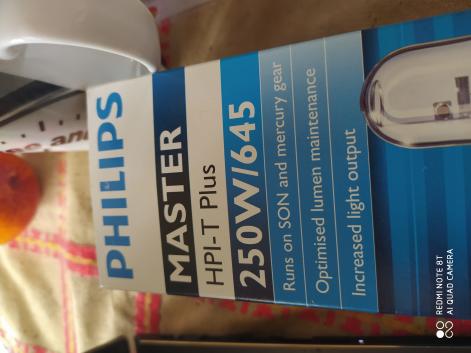 PHILIPS
MASTER
HPI-T Plus
250W/645
Runs on SON and mercury gear
Optimised lumen maintenance
Increased light output
REDMI NOTE 8T
AI QUAD CAMERA